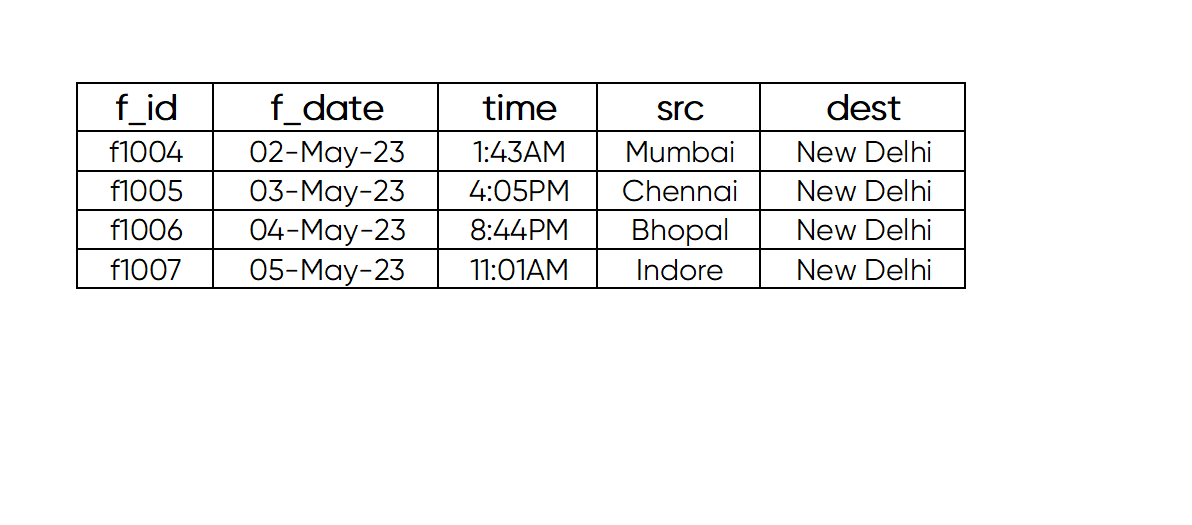 f_id f_date time src dest
f1004 02-May-23 1:43AM Mumbai New Delhi
f1005 03-May-23 4:05PM Chennai New Delhi
f1006 04-May-23 8:44PM Bhopal New Delhi
f1007 05-May-23 11:01AM Indore New Delhi